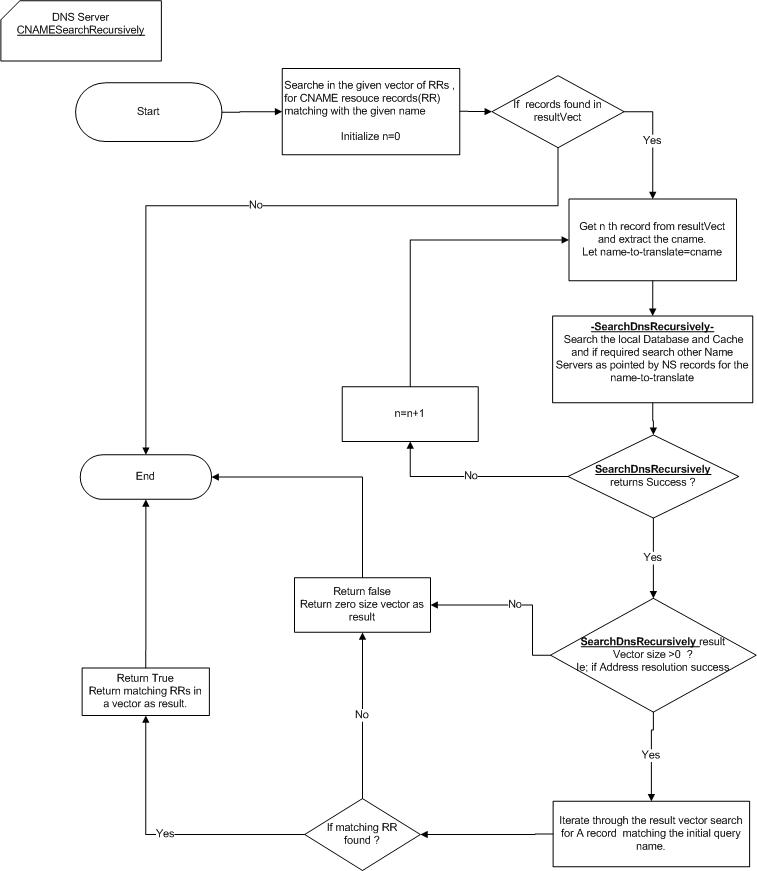 DNS Server
CNAMESearchRecursively
Start
Searche in the given vector of RRs ,
for CNAME resouce records(RR)
matching with the given name
Initialize n=0
If records found in
resultVect
Yes
No
Get n th record from resultVect
and extract the cname.
Let name-to-translate=cname
-SearchDnsRecursively-
Search the local Database and Cache
and if required search other Name
Servers as pointed by NS records for the
name-to-translate
n=n+1
End
SearchDnsRecursively
returns Success ?
No
Yes
Return false
Return zero size vector as
result
No
SearchDnsRecursively result
Vector size >0 ?
Ie; if Address resolution success
Return True
Return matching RRs in
a vector as result.
No
Yes
Yes
If matching RR
found ?
Iterate through the result vector search
for A record matching the initial query
name.